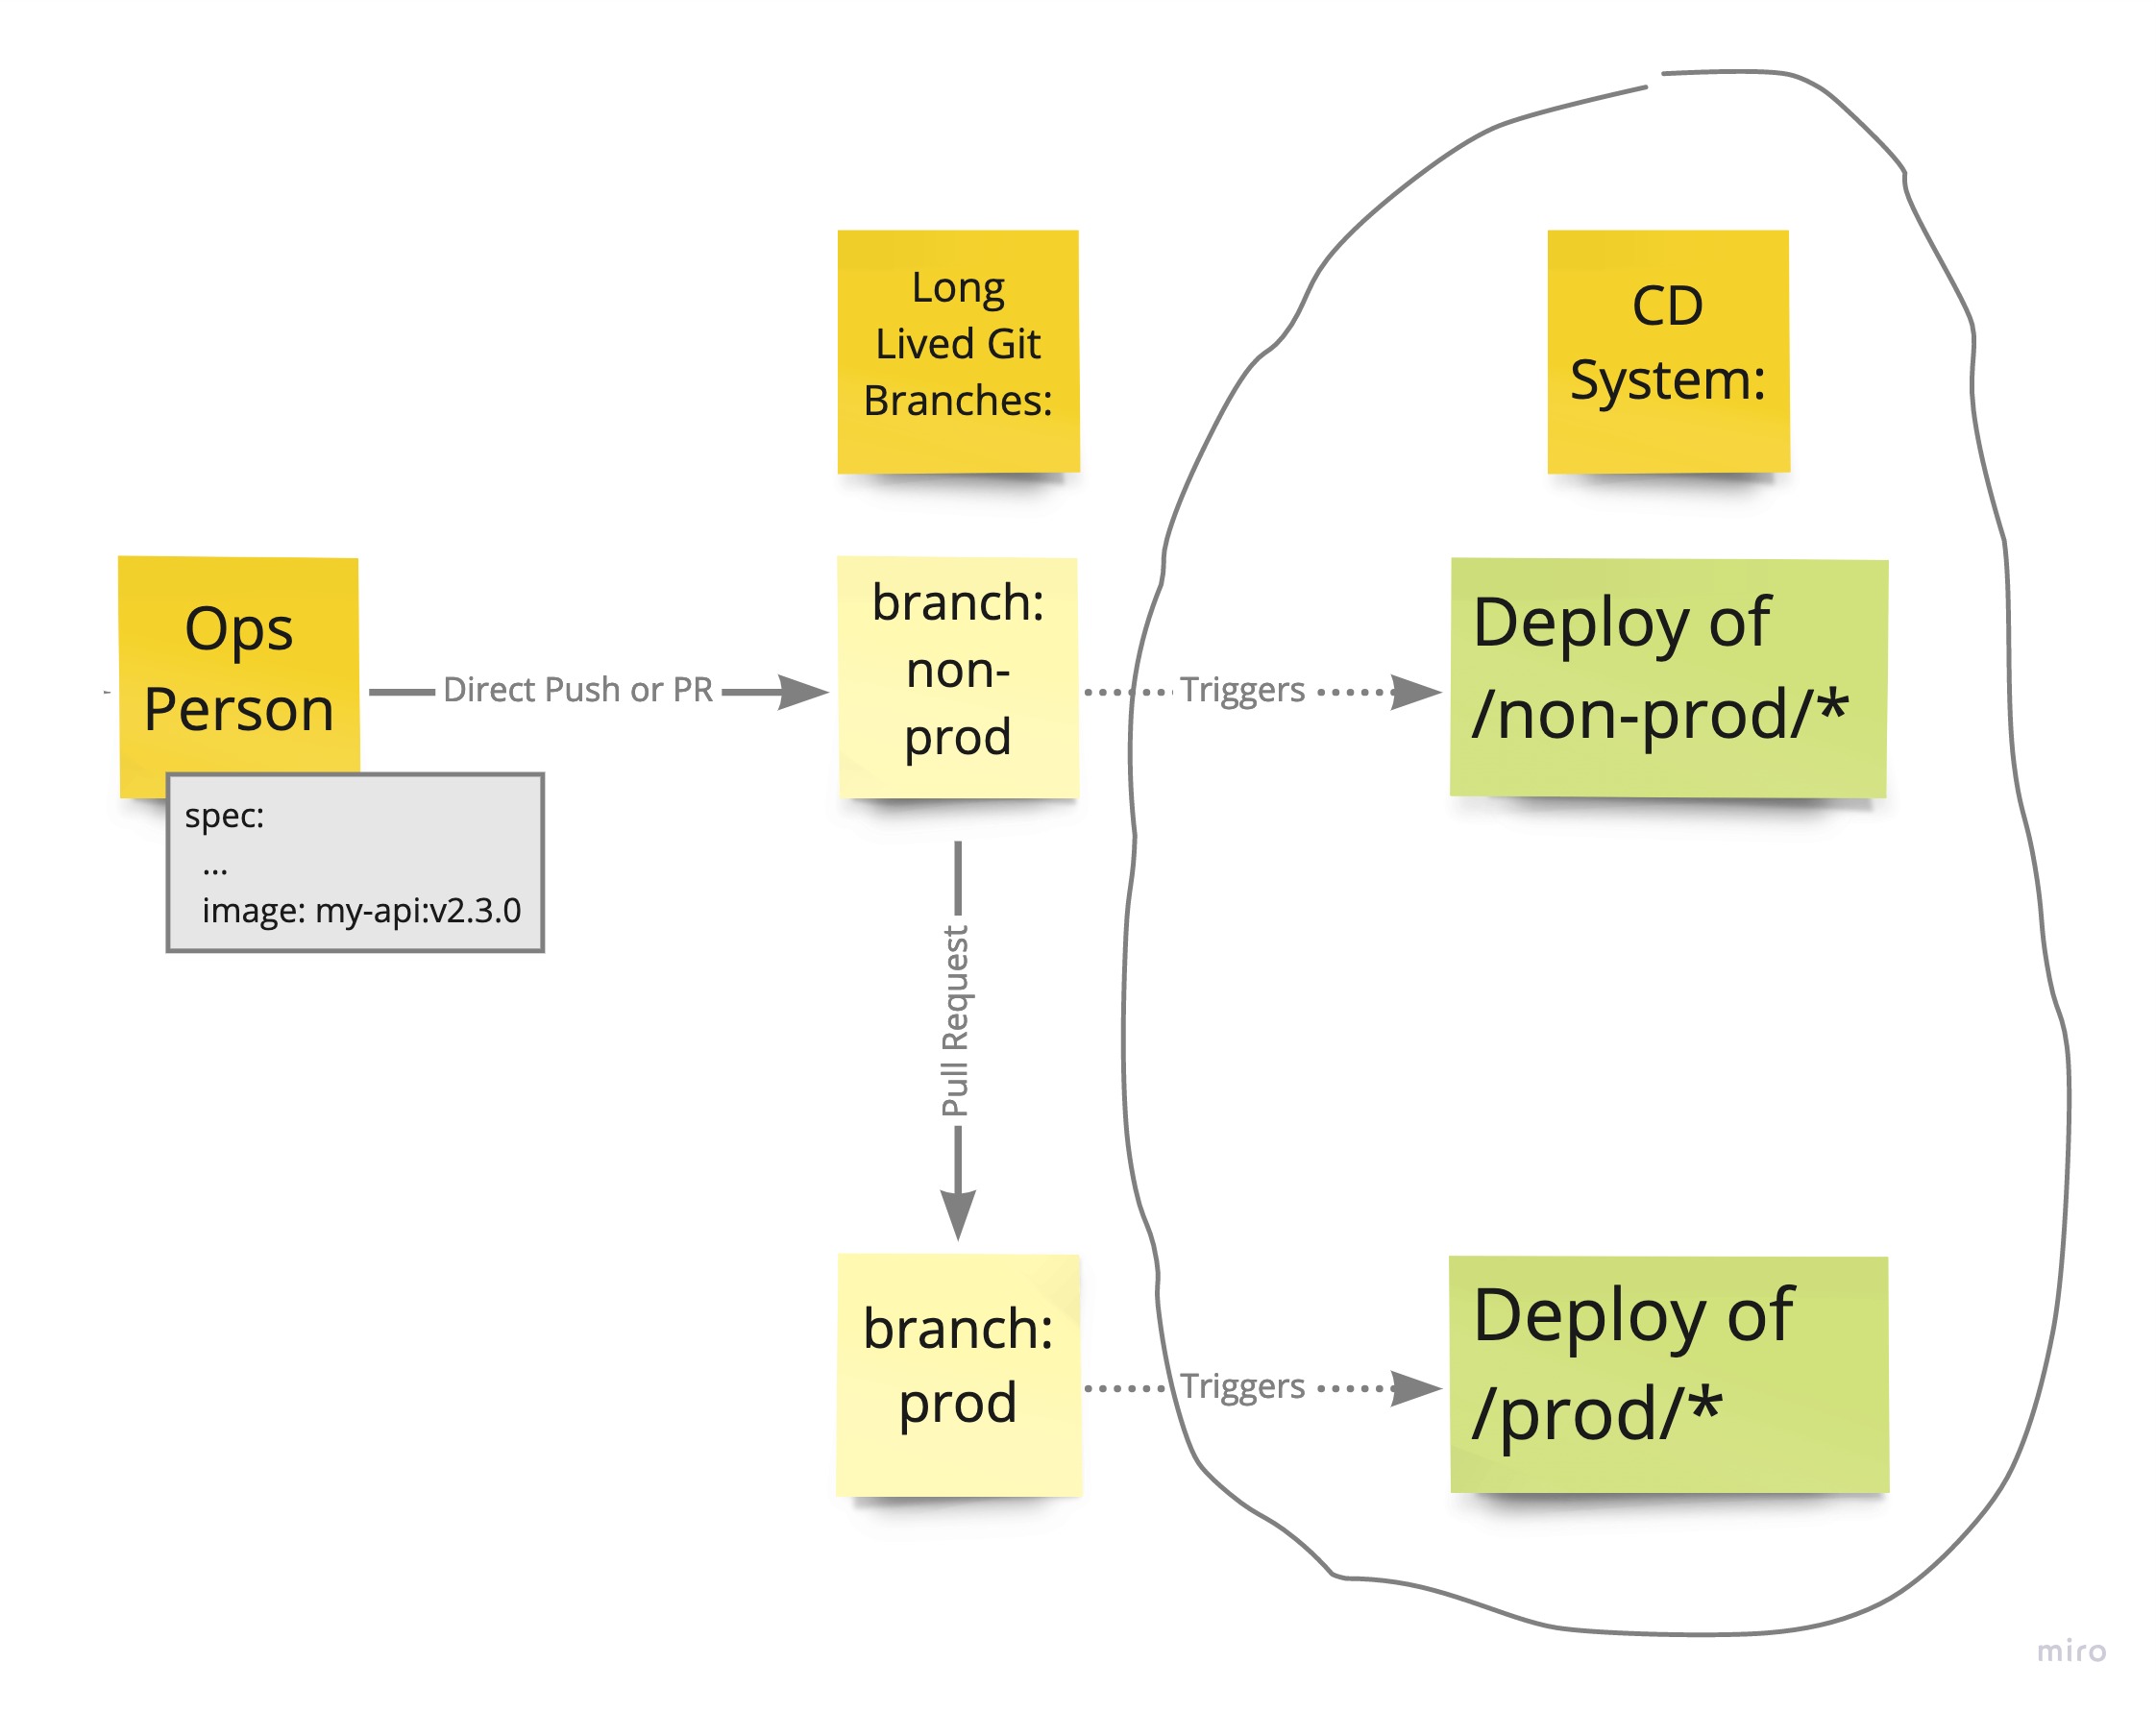 Long
Lived Git
Branches:
CD
System:
Ops
Person
Direct Push or PR
branch:
non-
prod
Triggers
Deploy of
/non-prod/*
spec:
...
image: my-api:v2.3.0
Pull Request
branch:
prod
Triggers
Deploy of
/prod/*
miro